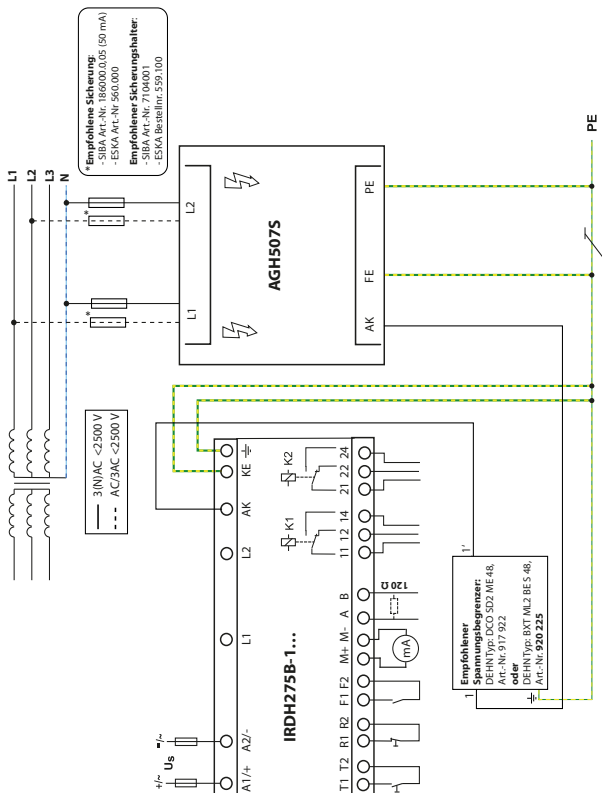 L1
L2
L3
N
* Empfohlene Sicherung:
- SIBA Art.-Nr. 186000.0,05 (50 mA)
- ESKA Art.-Nr 560.000
Empfohlener Sicherungshalter:
- SIBA Art.-Nr. 7104001
- ESKA Bestellnr. 559.100
3(N)AC <2500 V
AC/3AC <2500 V
*
*
L1
L2
AGH507S
AK
FE
PE
PE
+/~
Us
=/~
A1/+
A2/-
L1
L2
AK
KE
IRDH275B-1...
T1
T2
R1
R2
F1
F2
M+
M-
A
B
11
12
14
21
22
24
K1
K2
mA
120 Ω
1
1'
Empfohlener
Spannungsbegrenzer:
DEHN Typ: DCO SD2 ME 48,
Art.-Nr. 917 922
oder
DEHN Typ: BXT ML2 BE S 48,
Art.-Nr. 920 225